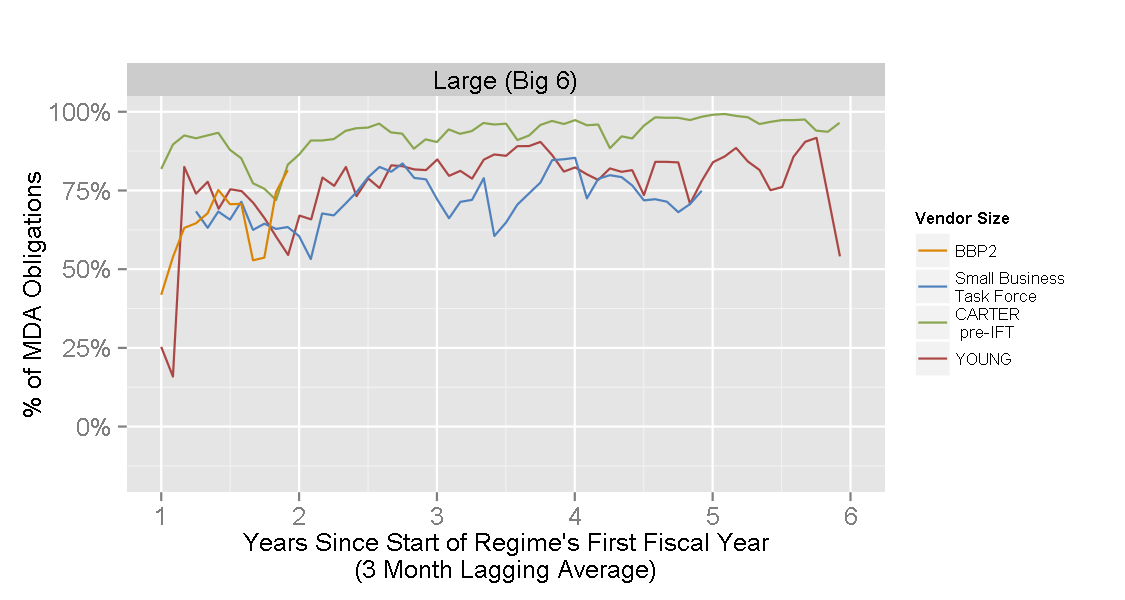 Large (Big 6)
100%
75%
50%
25%
0%
% of MDA Obligations
1 2 3 4 5 6
Years Since Start of Regime's First Fiscal Year
(3 Month Lagging Average)
Vendor Size
BBP2
Small Business
Task Force
CARTER
pre-IFT
YOUNG